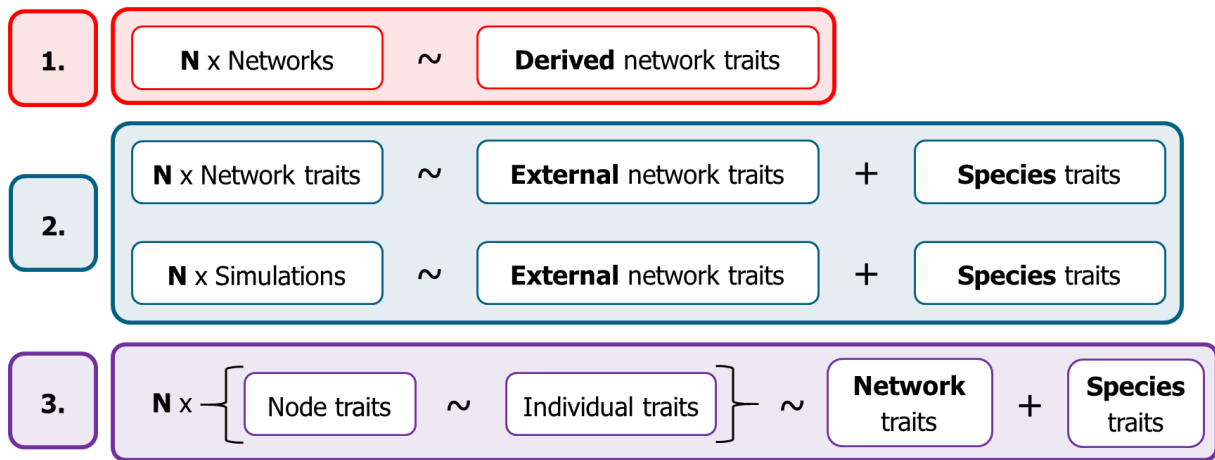 1. N x Networks ~ Derived network traits
2.
N x Network traits ~ External network traits + Species traits
N x Simulations ~ External network traits + Species traits
3. N x { Node traits ~ Individual traits } ~ Network traits + Species traits